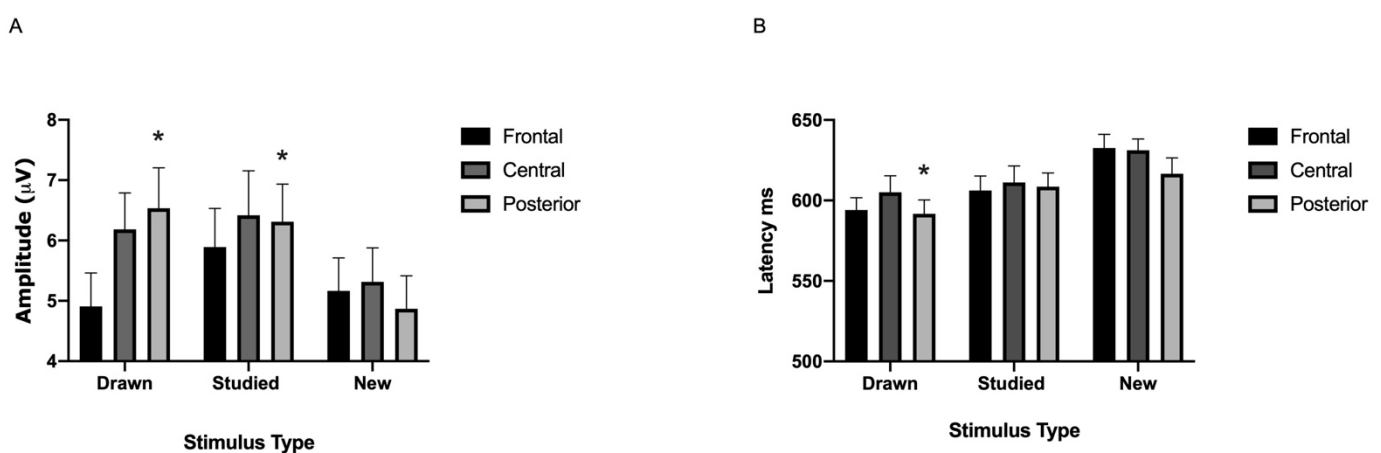 A
B
8
7
6
5
4
Amplitude (µV)
*
*
Drawn
Studied
New
Stimulus Type
Frontal
Central
Posterior
650
600
550
500
Latency ms
*
Drawn
Studied
New
Stimulus Type
Frontal
Central
Posterior